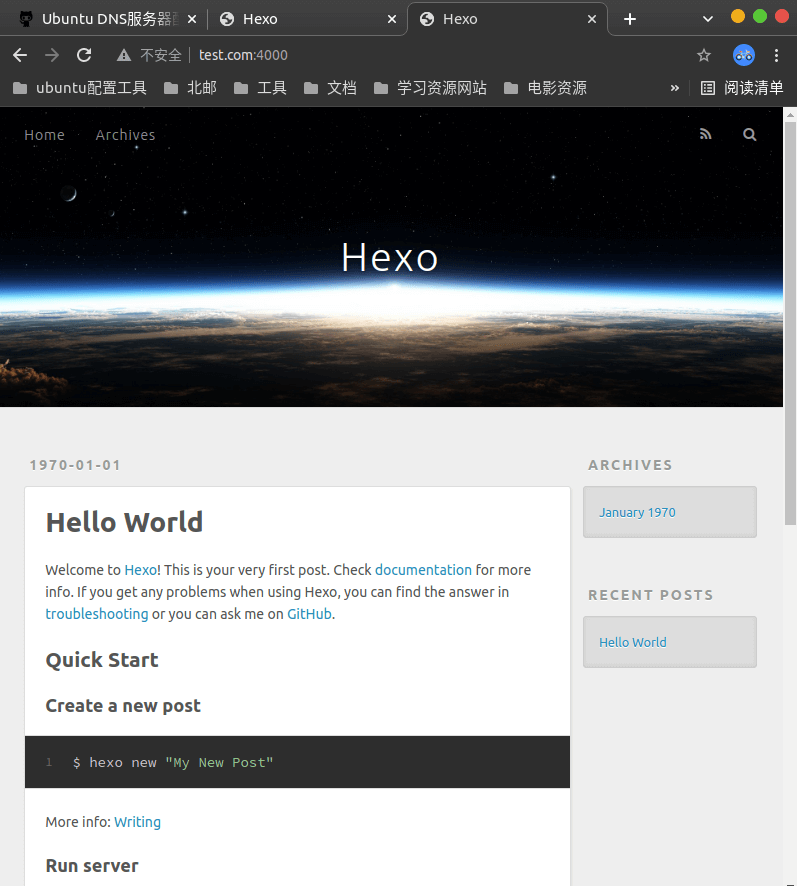 Ubuntu DNS服务器
Hexo
Hexo
不安全
test.com:4000
ubuntu配置工具
北邮
工具
文档
学习资源网站
电影资源
»
阅读清单
Home
Archives
Hexo
1970-01-01
Hello World
Welcome to Hexo! This is your very first post. Check documentation for more
info. If you get any problems when using Hexo, you can find the answer in
troubleshooting or you can ask me on GitHub.
Quick Start
Create a new post
1 $ hexo new "My New Post"
More info: Writing
Run server
ARCHIVES
January 1970
RECENT POSTS
Hello World